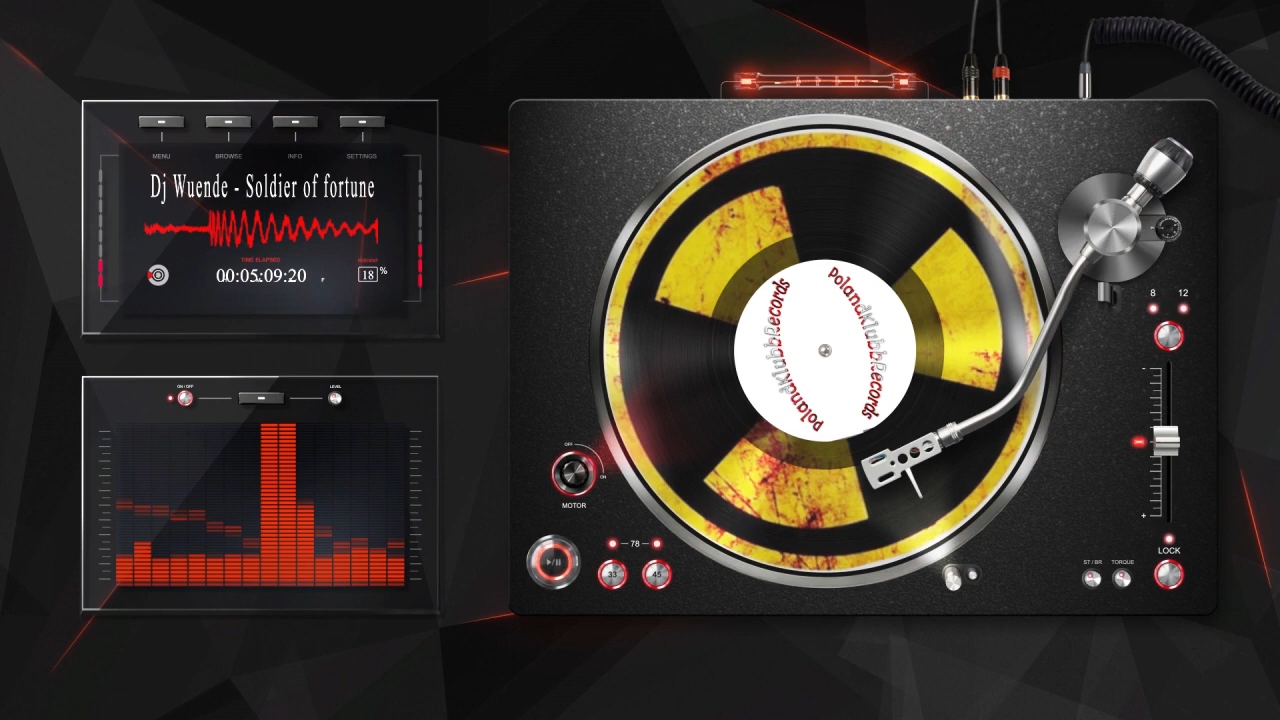 MENU BROWSE INFO SETTINGS
Dj Wuende - Soldier of fortune
TIME ELAPSED
00:05:09:20
18 %
ON / OFF
LEVEL
polandklubbRecords
polandklubbRecords
OFF
ON
MOTOR
78
33 45
8 12
-
+
LOCK
ST / BR TORQUE